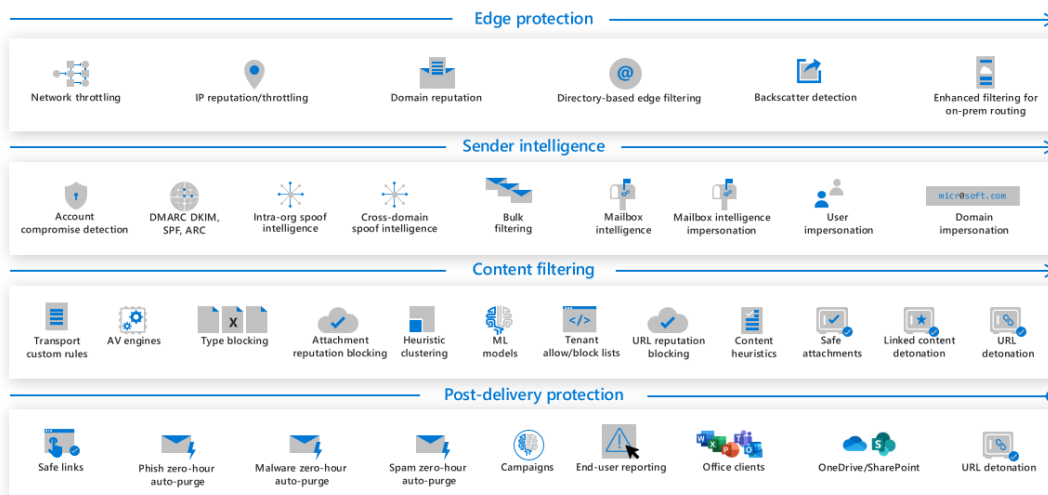 Edge protection
Network throttling
IP reputation/throttling
Domain reputation
@
Directory-based edge filtering
Backscatter detection
Enhanced filtering for
on-prem routing
Sender intelligence
Account
compromise detection
DMARC DKIM,
SPF, ARC
Intra-org spoof
intelligence
Cross-domain
spoof intelligence
Bulk
filtering
Mailbox
intelligence
Mailbox intelligence
impersonation
User
impersonation
micr0soft.com
Domain
impersonation
Content filtering
Transport
custom rules
AV engines
X
Type blocking
Attachment
reputation blocking
Heuristic
clustering
ML
models
</>
Tenant
allow/block lists
URL reputation
blocking
Content
heuristics
Safe
attachments
Linked content
detonation
URL
detonation
Post-delivery protection
Safe links
Phish zero-hour
auto-purge
Malware zero-hour
auto-purge
Spam zero-hour
auto-purge
Campaigns
End-user reporting
W X P T O
Office clients
S
OneDrive/SharePoint
URL detonation